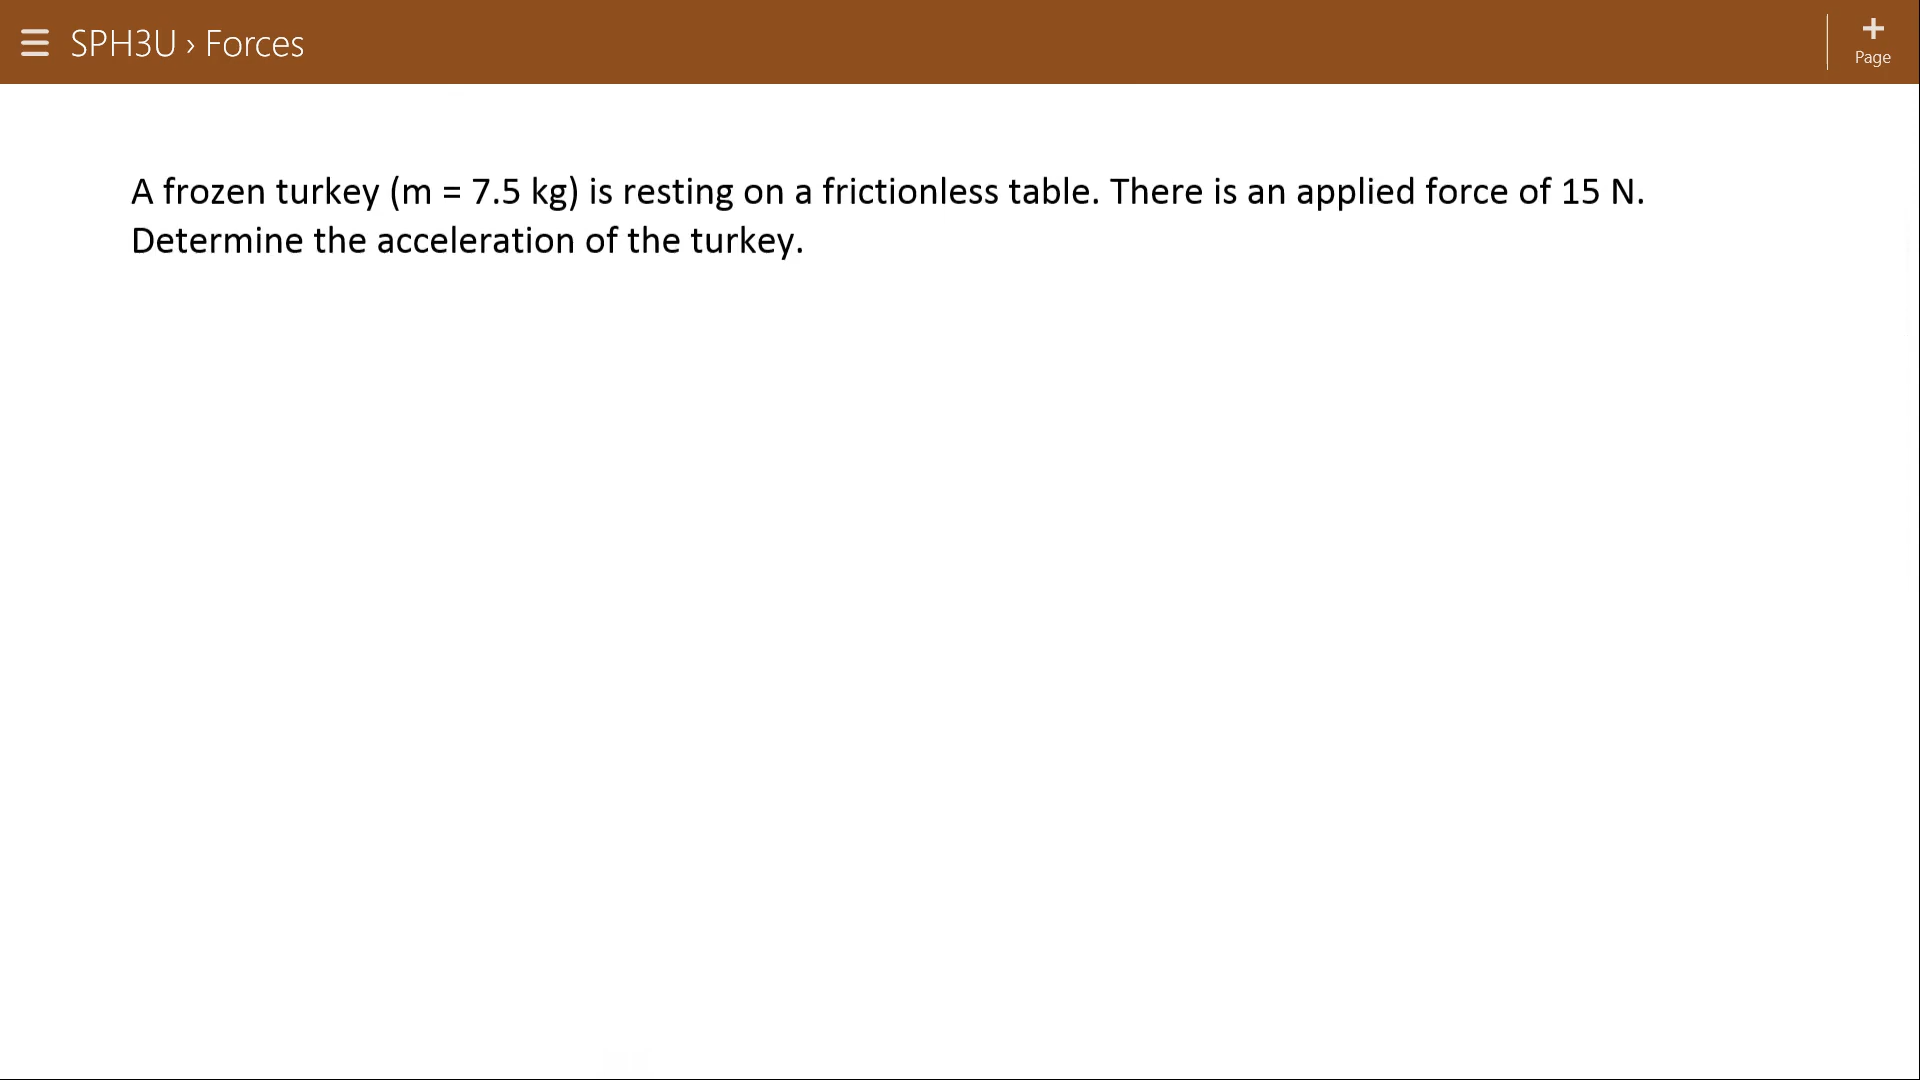 SPH3U › Forces
+
Page
A frozen turkey (m = 7.5 kg) is resting on a frictionless table. There is an applied force of 15 N.
Determine the acceleration of the turkey.